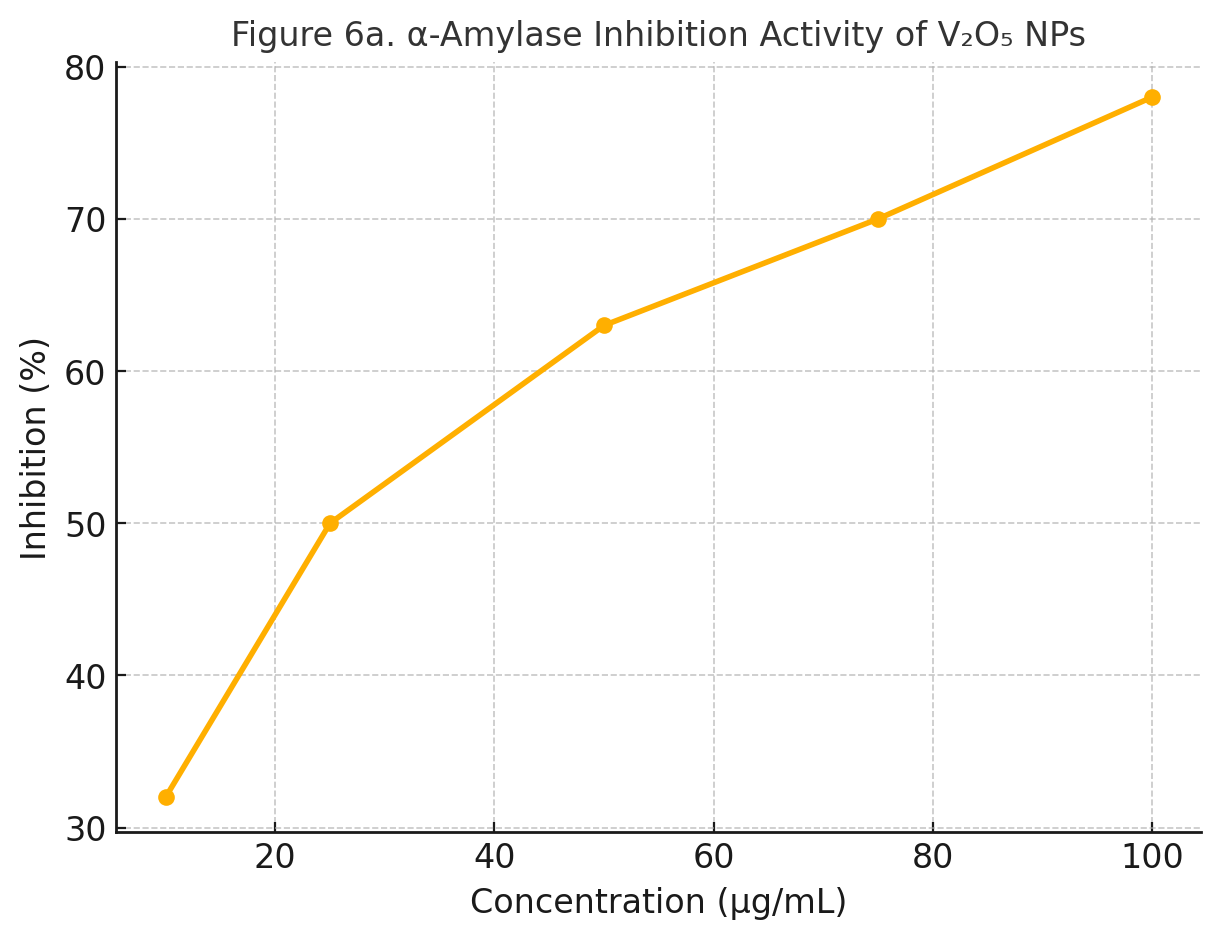 Figure 6a. α-Amylase Inhibition Activity of V₂O₅ NPs
80
70
60
50
40
30
Inhibition (%)
20 40 60 80 100
Concentration (µg/mL)